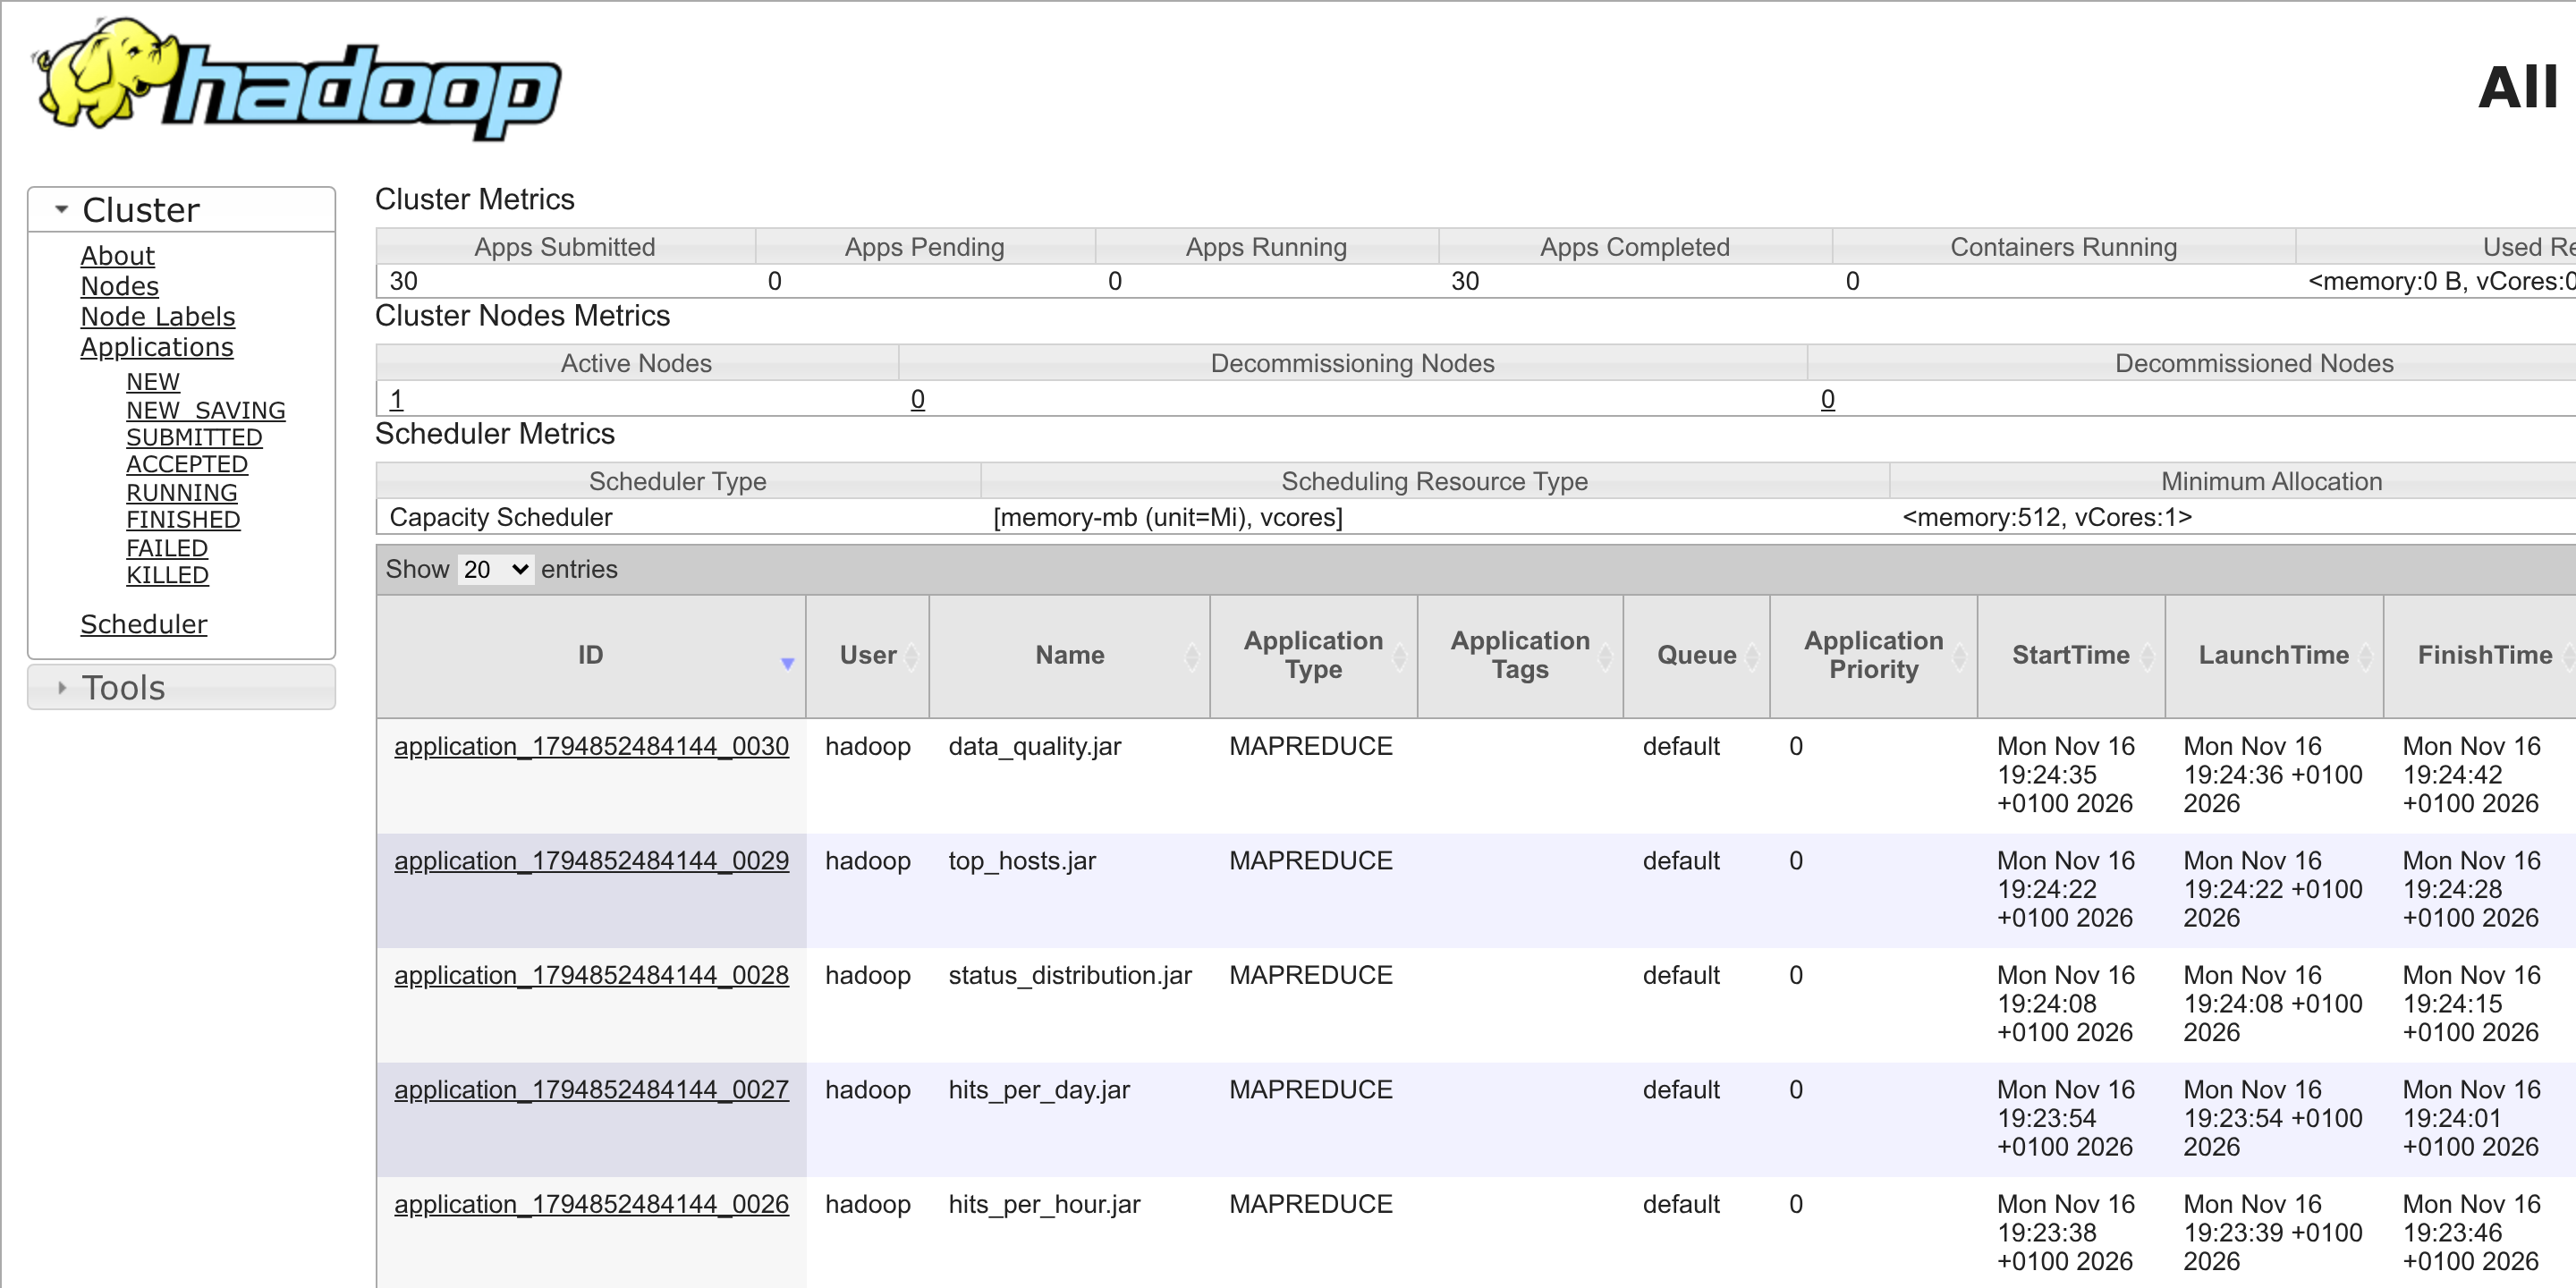 hadoop
All
Cluster
About
Nodes
Node Labels
Applications
NEW
NEW_SAVING
SUBMITTED
ACCEPTED
RUNNING
FINISHED
FAILED
KILLED
Scheduler
Tools
Cluster Metrics
Apps Submitted Apps Pending Apps Running Apps Completed Containers Running Used Re
30 0 0 30 0 <memory:0 B, vCores:0
Cluster Nodes Metrics
Active Nodes Decommissioning Nodes Decommissioned Nodes
1 0 0
Scheduler Metrics
Scheduler Type Scheduling Resource Type Minimum Allocation
Capacity Scheduler [memory-mb (unit=Mi), vcores] <memory:512, vCores:1>
Show 20 entries
ID User Name Application Type Application Tags Queue Application Priority StartTime LaunchTime FinishTime
application_1794852484144_0030 hadoop data_quality.jar MAPREDUCE default 0 Mon Nov 16 Mon Nov 16 Mon Nov 16
19:24:35 19:24:36 +0100 19:24:42
+0100 2026 2026 +0100 2026
application_1794852484144_0029 hadoop top_hosts.jar MAPREDUCE default 0 Mon Nov 16 Mon Nov 16 Mon Nov 16
19:24:22 19:24:22 +0100 19:24:28
+0100 2026 2026 +0100 2026
application_1794852484144_0028 hadoop status_distribution.jar MAPREDUCE default 0 Mon Nov 16 Mon Nov 16 Mon Nov 16
19:24:08 19:24:08 +0100 19:24:15
+0100 2026 2026 +0100 2026
application_1794852484144_0027 hadoop hits_per_day.jar MAPREDUCE default 0 Mon Nov 16 Mon Nov 16 Mon Nov 16
19:23:54 19:23:54 +0100 19:24:01
+0100 2026 2026 +0100 2026
application_1794852484144_0026 hadoop hits_per_hour.jar MAPREDUCE default 0 Mon Nov 16 Mon Nov 16 Mon Nov 16
19:23:38 19:23:39 +0100 19:23:46
+0100 2026 2026 +0100 2026